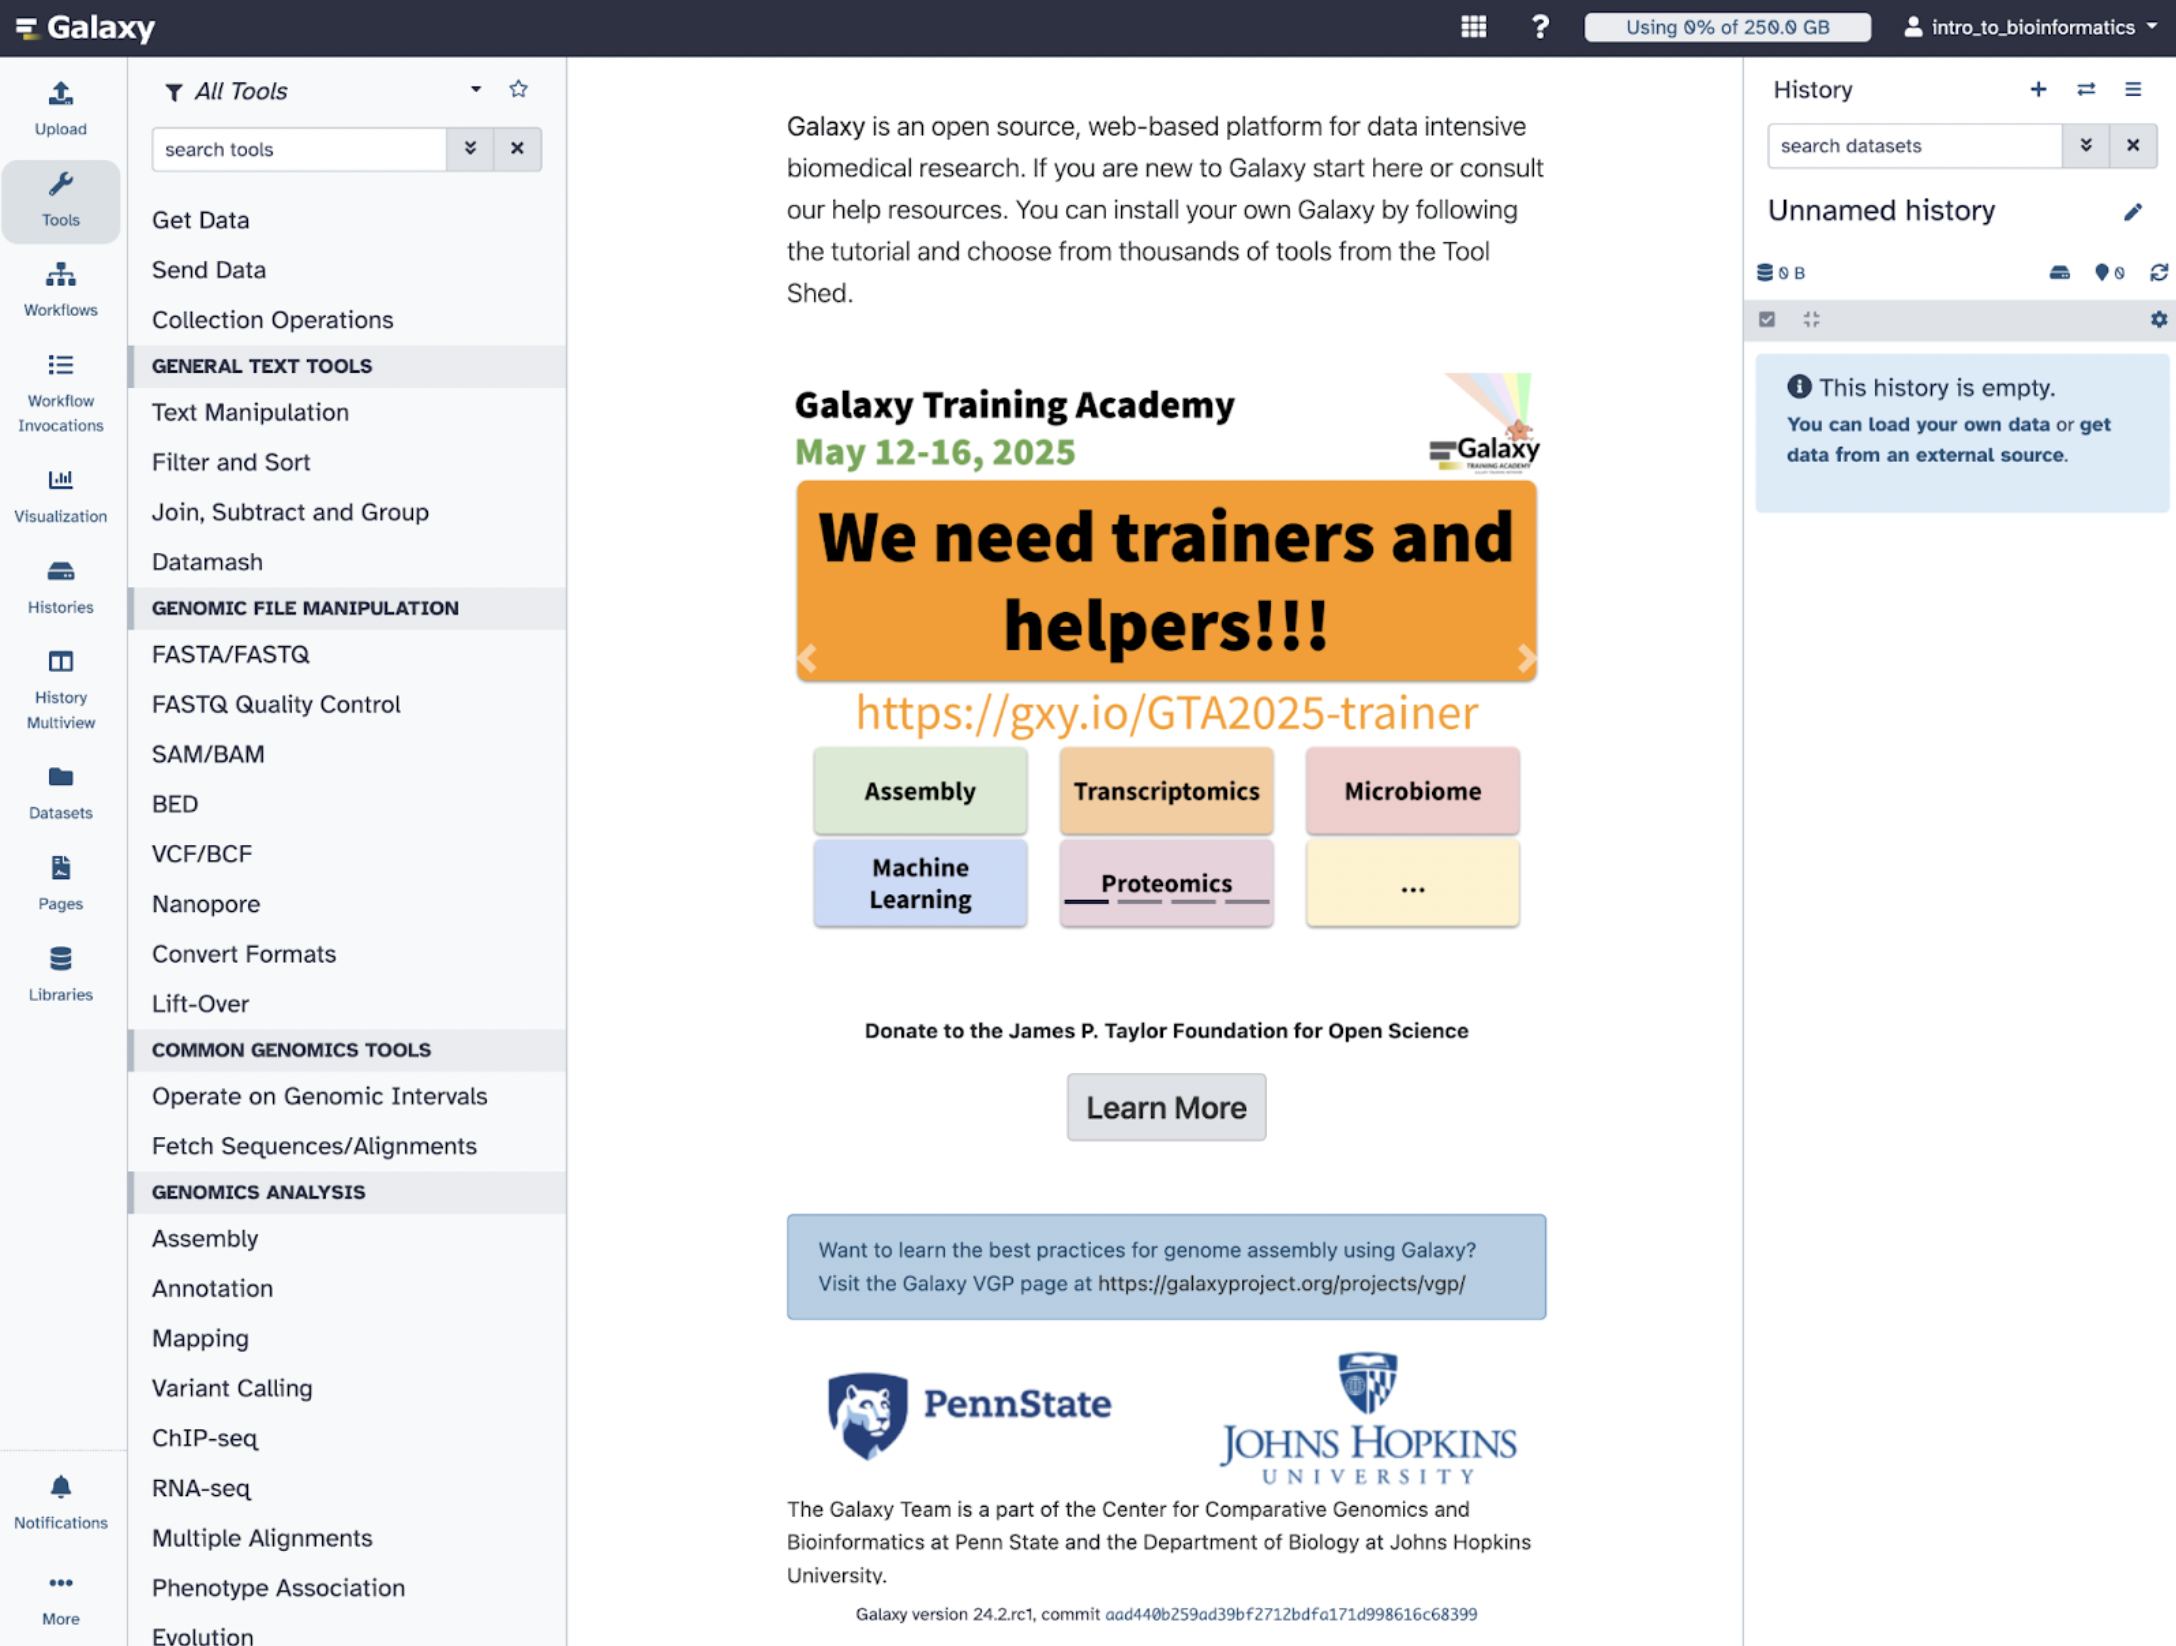 Galaxy
Using 0% of 250.0 GB
intro_to_bioinformatics
Upload
Tools
Workflows
Workflow
Invocations
Visualization
Histories
History
Multiview
Datasets
Pages
Libraries
Notifications
More
All Tools
search tools
Get Data
Send Data
Collection Operations
GENERAL TEXT TOOLS
Text Manipulation
Filter and Sort
Join, Subtract and Group
Datamash
GENOMIC FILE MANIPULATION
FASTA/FASTQ
FASTQ Quality Control
SAM/BAM
BED
VCF/BCF
Nanopore
Convert Formats
Lift-Over
COMMON GENOMICS TOOLS
Operate on Genomic Intervals
Fetch Sequences/Alignments
GENOMICS ANALYSIS
Assembly
Annotation
Mapping
Variant Calling
ChIP-seq
RNA-seq
Multiple Alignments
Phenotype Association
Evolution
Galaxy is an open source, web-based platform for data intensive
biomedical research. If you are new to Galaxy start here or consult
our help resources. You can install your own Galaxy by following
the tutorial and choose from thousands of tools from the Tool
Shed.
Galaxy Training Academy
May 12-16, 2025
Galaxy
TRAINING ACADEMY
We need trainers and
helpers!!!
https://gxy.io/GTA2025-trainer
Assembly
Transcriptomics
Microbiome
Machine
Learning
Proteomics
...
Donate to the James P. Taylor Foundation for Open Science
Learn More
Want to learn the best practices for genome assembly using Galaxy?
Visit the Galaxy VGP page at https://galaxyproject.org/projects/vgp/
PennState
JOHNS HOPKINS
UNIVERSITY
The Galaxy Team is a part of the Center for Comparative Genomics and
Bioinformatics at Penn State and the Department of Biology at Johns Hopkins
University.
Galaxy version 24.2.rc1, commit aad440b259ad39bf2712bdfa171d998616c68399
History
search datasets
Unnamed history
0 B
0
This history is empty.
You can load your own data or get
data from an external source.